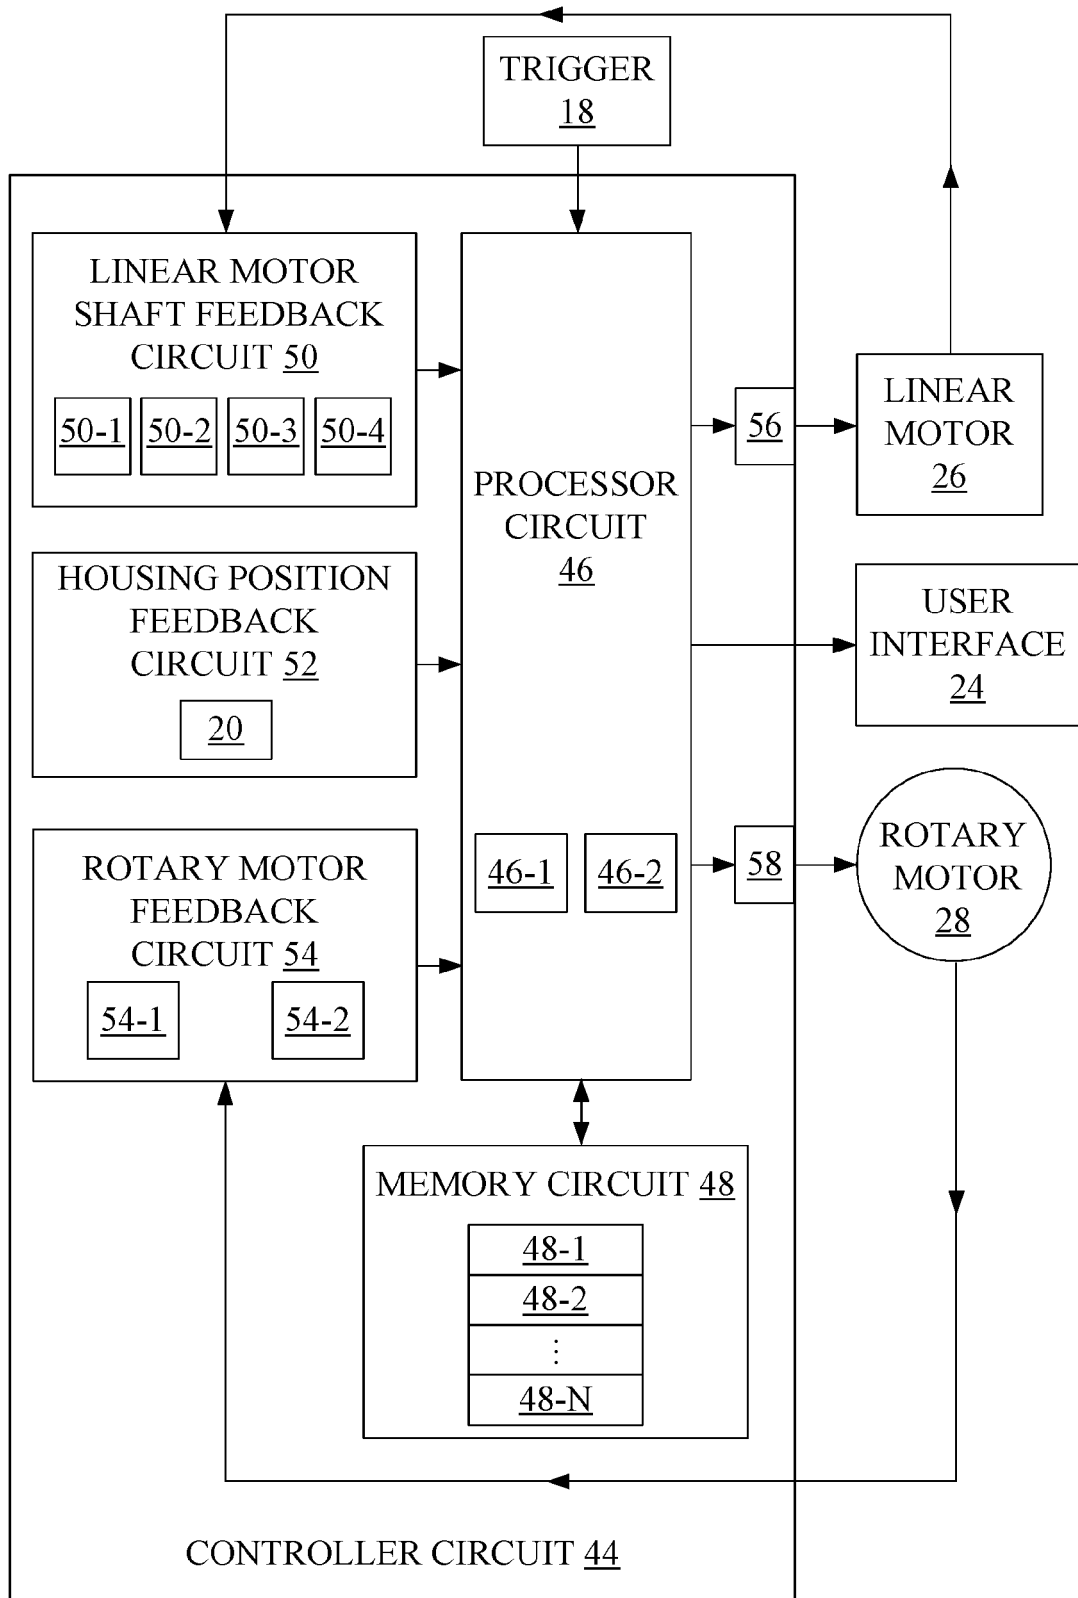 TRIGGER
18
LINEAR MOTOR
SHAFT FEEDBACK
CIRCUIT 50
50-1 50-2 50-3 50-4
HOUSING POSITION
FEEDBACK
CIRCUIT 52
20
ROTARY MOTOR
FEEDBACK
CIRCUIT 54
54-1 54-2
PROCESSOR
CIRCUIT
46
46-1 46-2
56
58
LINEAR
MOTOR
26
USER
INTERFACE
24
ROTARY
MOTOR
28
MEMORY CIRCUIT 48
48-1
48-2
⋮
48-N
CONTROLLER CIRCUIT 44